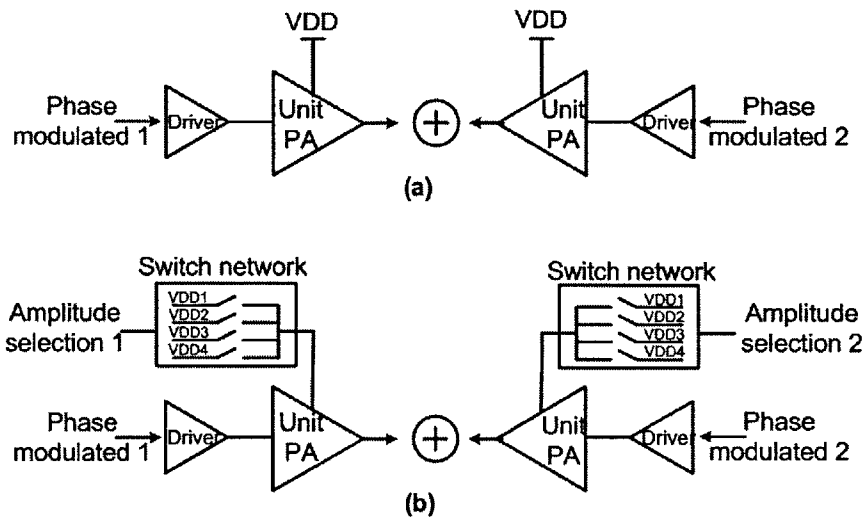 VDD
VDD
Phase
modulated 1
Driver
Unit
PA
Unit
PA
Driver
Phase
modulated 2
(a)
Switch network
Switch network
Amplitude
selection 1
VDD1
VDD2
VDD3
VDD4
VDD1
VDD2
VDD3
VDD4
Amplitude
selection 2
Phase
modulated 1
Driver
Unit
PA
Unit
PA
Driver
Phase
modulated 2
(b)